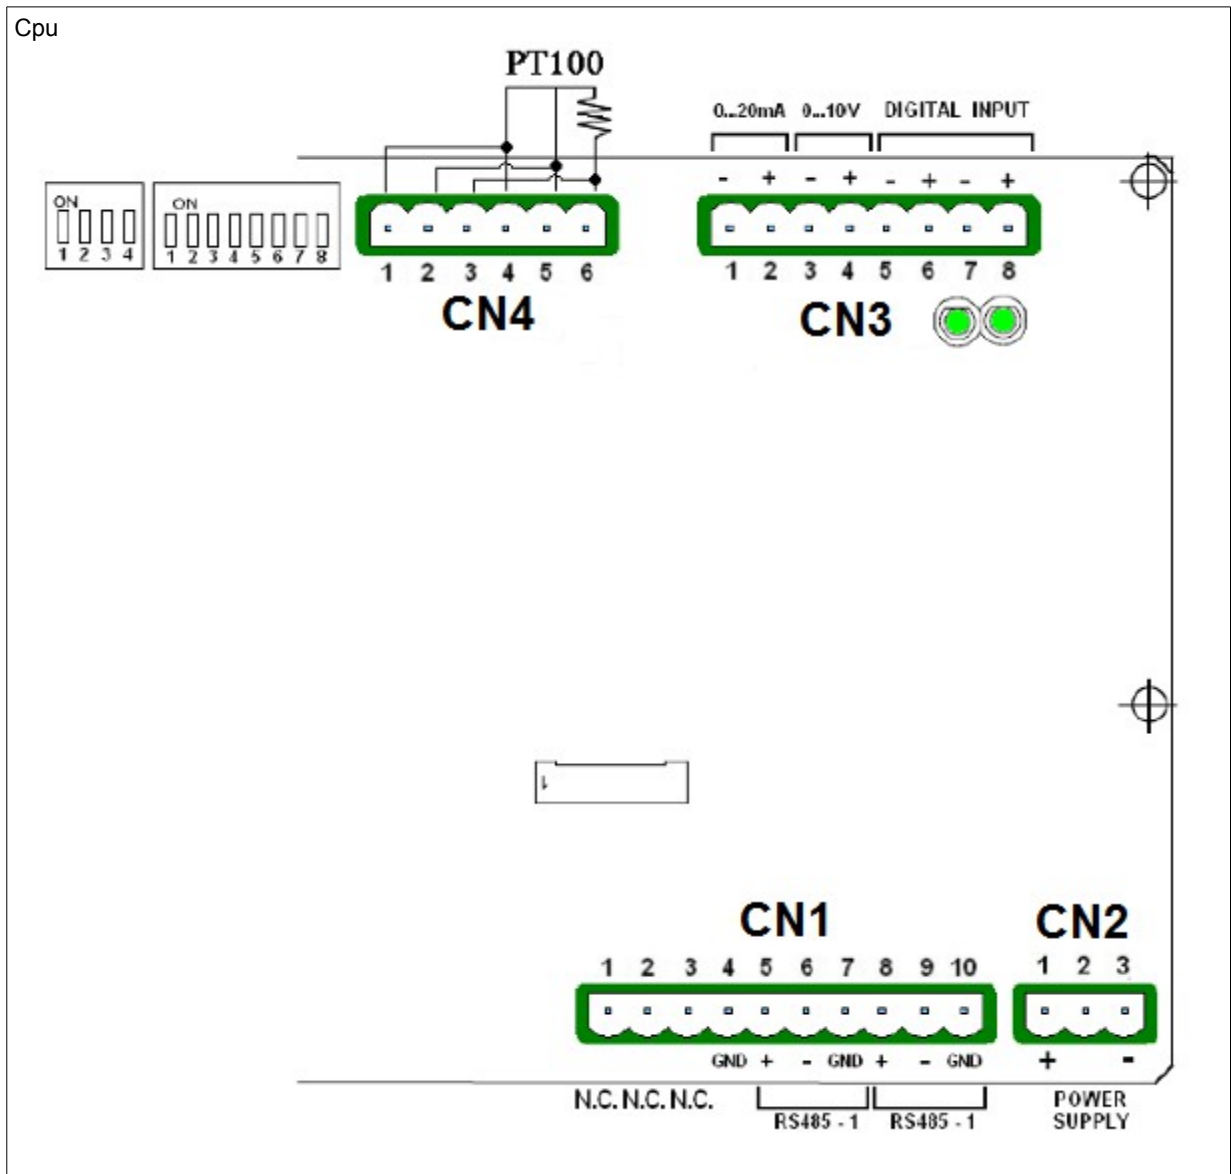 Cpu
PT100
0...20mA 0...10V DIGITAL INPUT
- + - + - + - +
ON ON
1 2 3 4 1 2 3 4 5 6 7 8
1 2 3 4 5 6 1 2 3 4 5 6 7 8
CN4 CN3
1
CN1 CN2
1 2 3 4 5 6 7 8 9 10 1 2 3
GND + - GND + - GND + -
N.C. N.C. N.C. RS485 - 1 RS485 - 1 POWER
SUPPLY